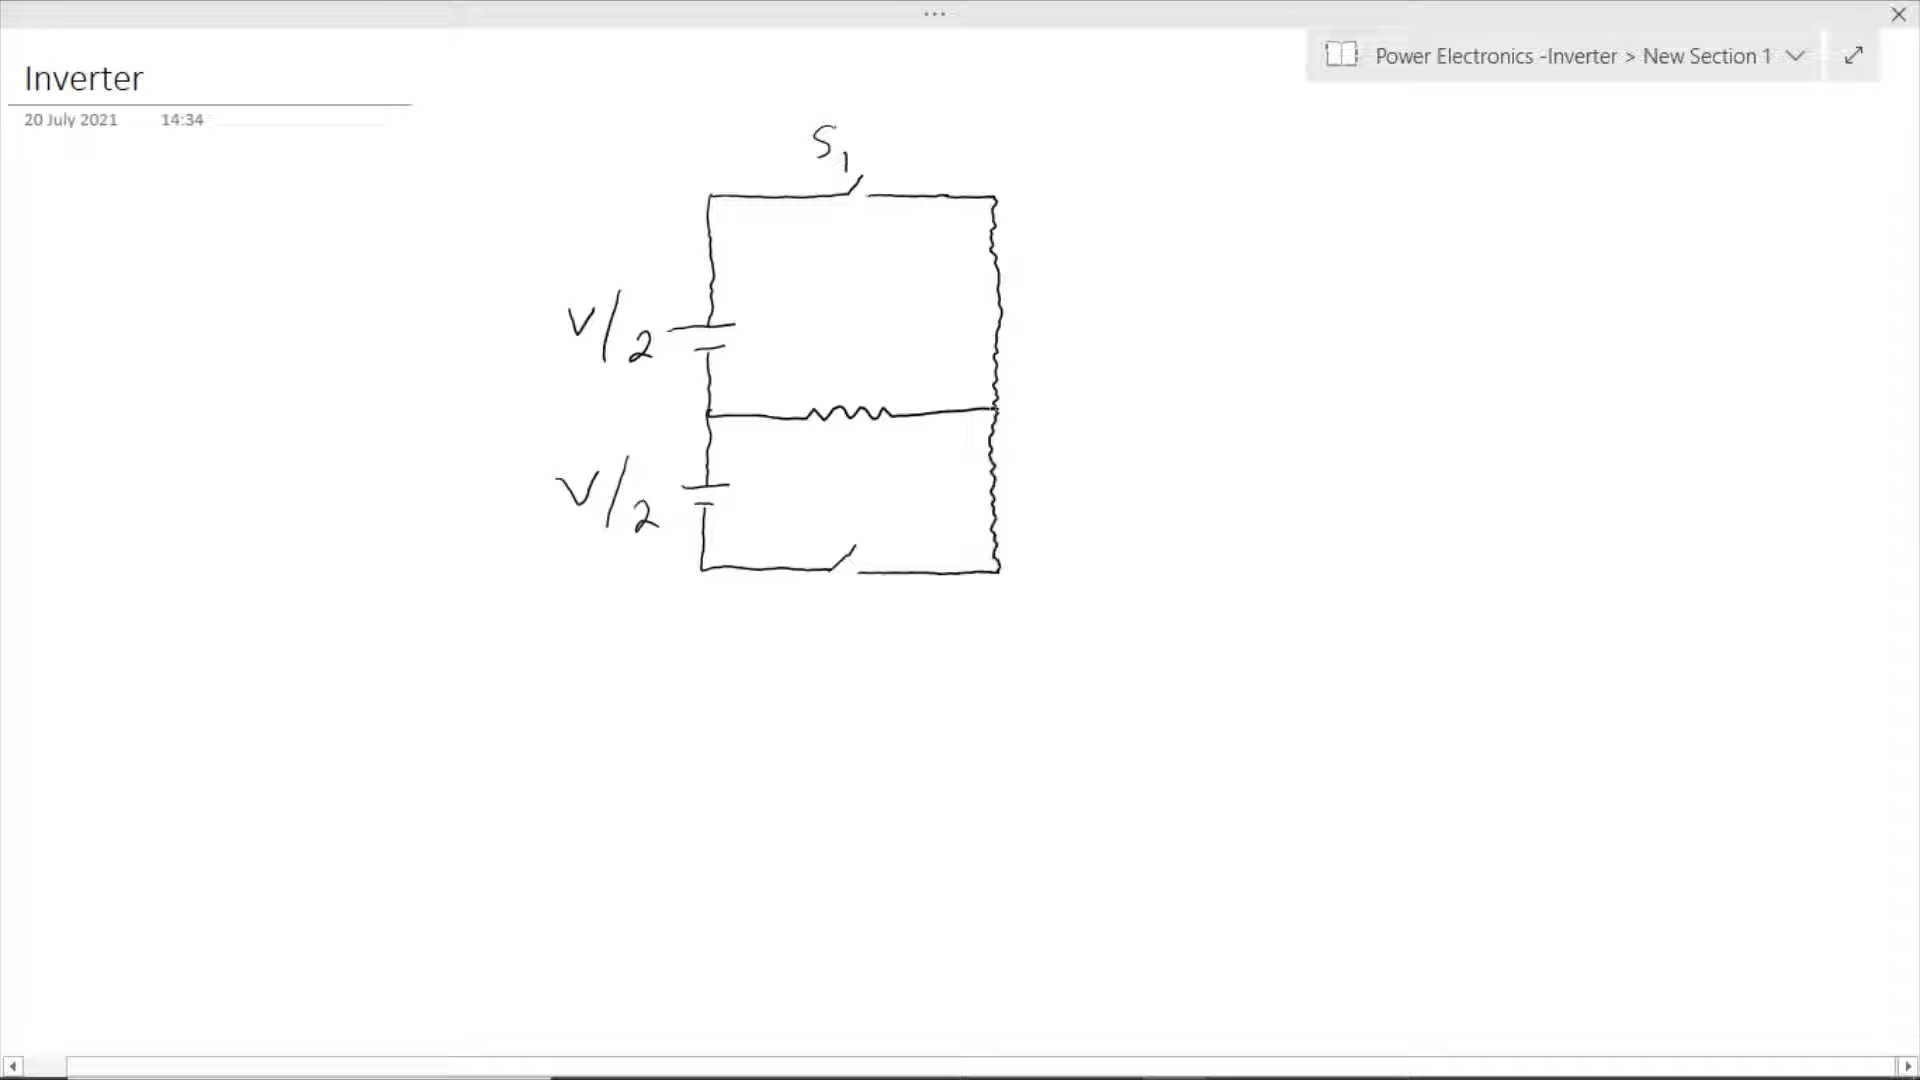 Power Electronics -Inverter > New Section 1
Inverter
20 July 2021 14:34
S1
V/2
V/2